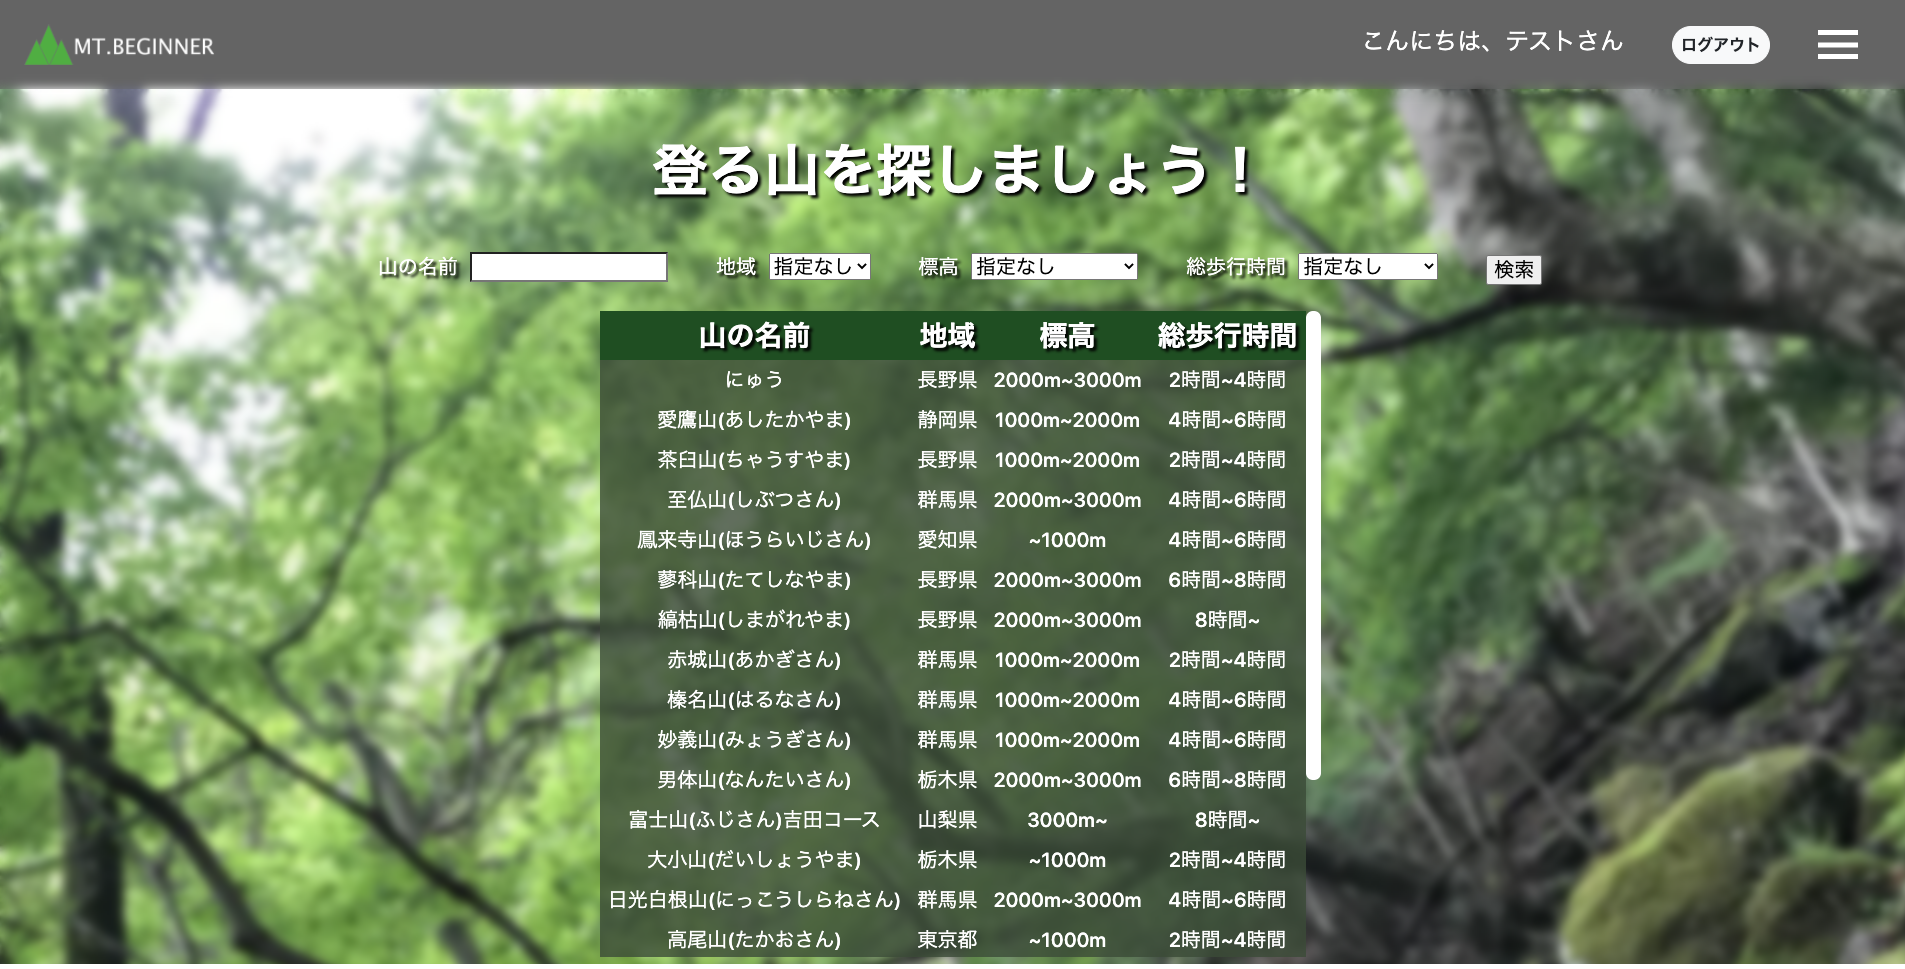 MT.BEGINNER こんにちは、テストさん ログアウト
登る山を探しましょう！
山の名前 地域 指定なし 標高 指定なし 総歩行時間 指定なし 検索
山の名前 地域 標高 総歩行時間
にゅう 長野県 2000m~3000m 2時間~4時間
愛鷹山(あしたかやま) 静岡県 1000m~2000m 4時間~6時間
茶臼山(ちゃうすやま) 長野県 1000m~2000m 2時間~4時間
至仏山(しぶつさん) 群馬県 2000m~3000m 4時間~6時間
鳳来寺山(ほうらいじさん) 愛知県 ~1000m 4時間~6時間
蓼科山(たてしなやま) 長野県 2000m~3000m 6時間~8時間
縞枯山(しまがれやま) 長野県 2000m~3000m 8時間~
赤城山(あかぎさん) 群馬県 1000m~2000m 2時間~4時間
榛名山(はるなさん) 群馬県 1000m~2000m 4時間~6時間
妙義山(みょうぎさん) 群馬県 1000m~2000m 4時間~6時間
男体山(なんたいさん) 栃木県 2000m~3000m 6時間~8時間
富士山(ふじさん)吉田コース 山梨県 3000m~ 8時間~
大小山(だいしょうやま) 栃木県 ~1000m 2時間~4時間
日光白根山(にっこうしらねさん) 群馬県 2000m~3000m 4時間~6時間
高尾山(たかおさん) 東京都 ~1000m 2時間~4時間